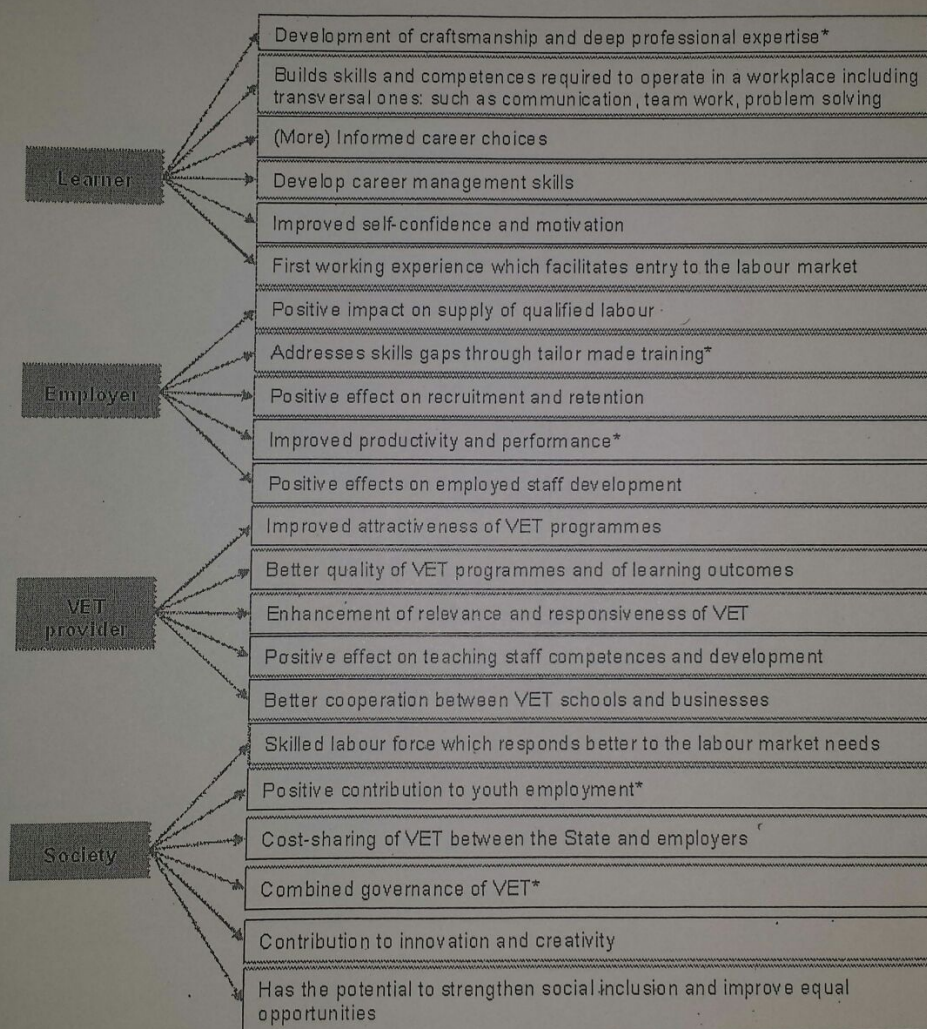 Learner
Development of craftsmanship and deep professional expertise*
Builds skills and competences required to operate in a workplace including
transversal ones: such as communication, team work, problem solving
(More) Informed career choices
Develop career management skills
Improved self-confidence and motivation
First working experience which facilitates entry to the labour market
Employer
Positive impact on supply of qualified labour
Addresses skills gaps through tailor made training*
Positive effect on recruitment and retention
Improved productivity and performance*
Positive effects on employed staff development
VET
provider
Improved attractiveness of VET programmes
Better quality of VET programmes and of learning outcomes
Enhancement of relevance and responsiveness of VET
Positive effect on teaching staff competences and development
Better cooperation between VET schools and businesses
Society
Skilled labour force which responds better to the labour market needs
Positive contribution to youth employment*
Cost-sharing of VET between the State and employers
Combined governance of VET*
Contribution to innovation and creativity
Has the potential to strengthen social inclusion and improve equal
opportunities